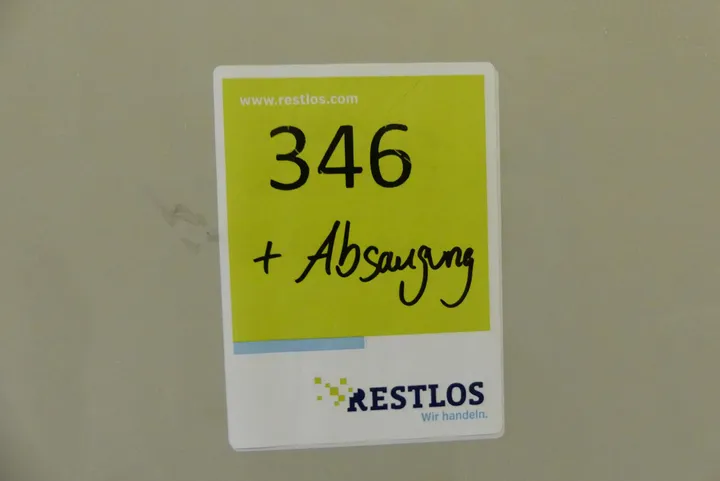 www.restlos.com
346
+ Absaugung
RESTLOS
Wir handeln.